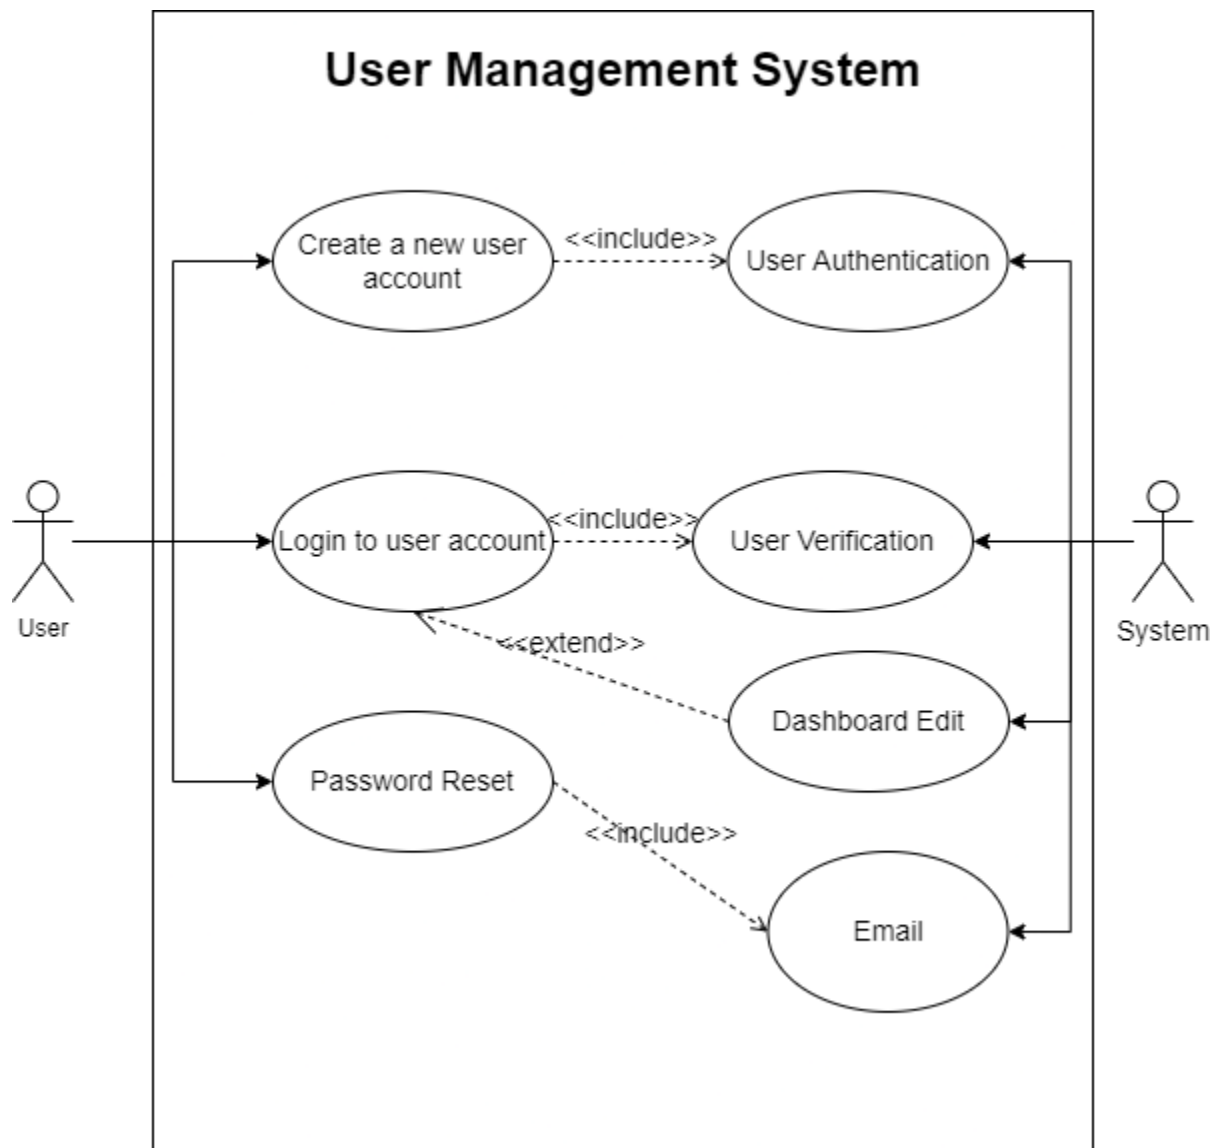 User Management System
Create a new user
account
<<include>>
User Authentication
Login to user account
<<include>>
User Verification
User
System
<<extend>>
Dashboard Edit
Password Reset
<<include>>
Email